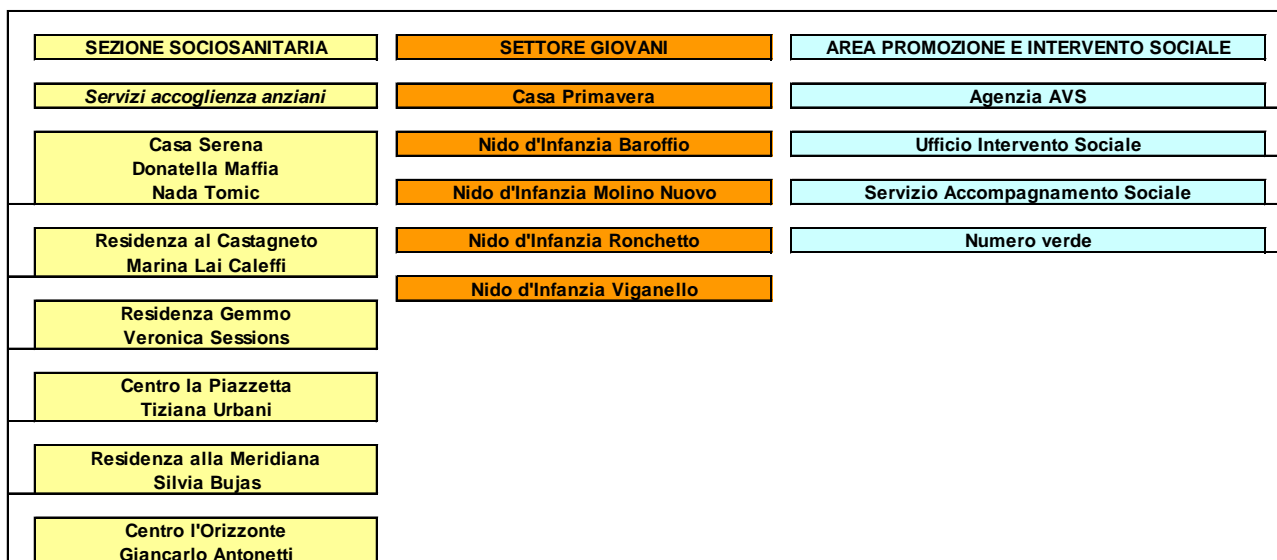 SEZIONE SOCIOSANITARIA
Servizi accoglienza anziani
Casa Serena
Donatella Maffia
Nada Tomic
Residenza al Castagneto
Marina Lai Caleffi
Residenza Gemmo
Veronica Sessions
Centro la Piazzetta
Tiziana Urbani
Residenza alla Meridiana
Silvia Bujas
Centro l'Orizzonte
Giancarlo Antonetti
SETTORE GIOVANI
Casa Primavera
Nido d'Infanzia Baroffio
Nido d'Infanzia Molino Nuovo
Nido d'Infanzia Ronchetto
Nido d'Infanzia Viganello
AREA PROMOZIONE E INTERVENTO SOCIALE
Agenzia AVS
Ufficio Intervento Sociale
Servizio Accompagnamento Sociale
Numero verde